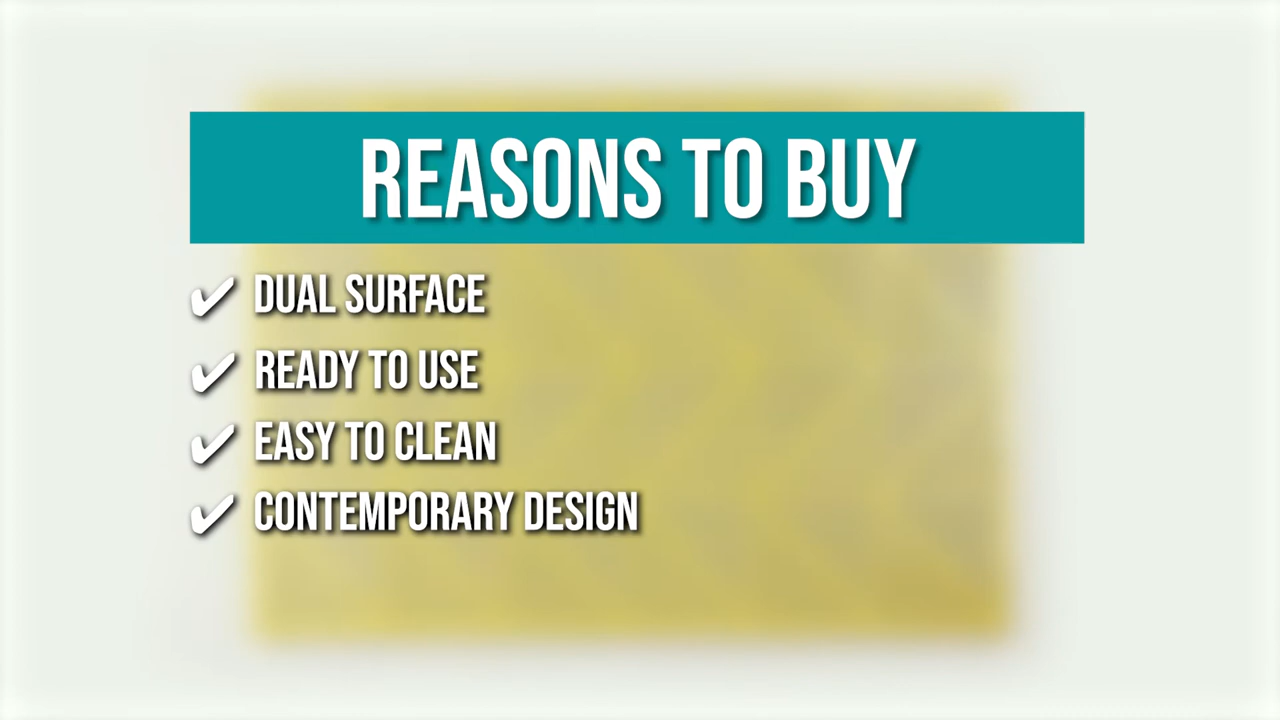 REASONS TO BUY
✔ DUAL SURFACE
✔ READY TO USE
✔ EASY TO CLEAN
✔ CONTEMPORARY DESIGN